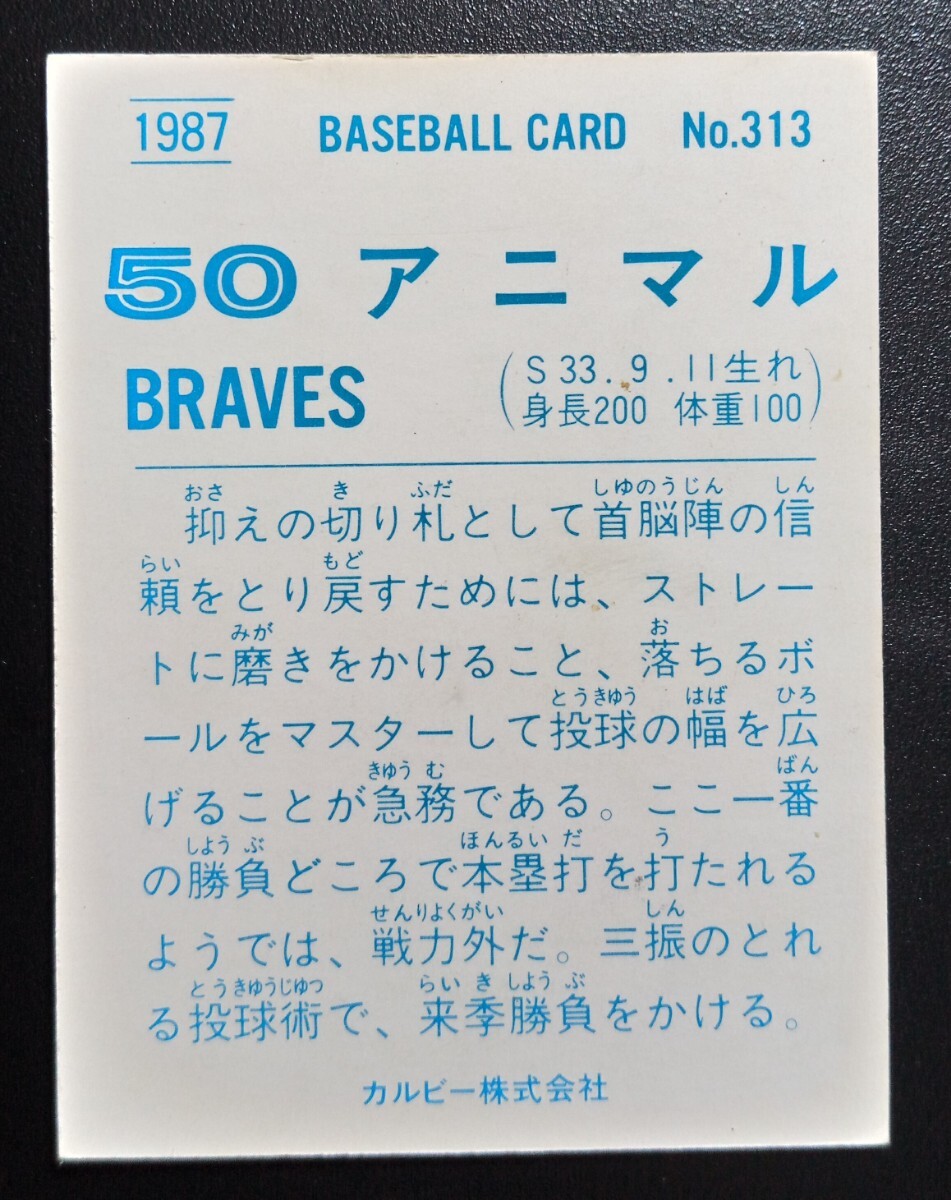 1987 BASEBALL CARD No.313
50 アニマル
BRAVES
(S33.9.11生れ
身長200 体重100)
おさ き ふだ しゆのうじん しん
抑えの切り札として首脳陣の信
らい もど
頼をとり戻すためには、ストレー
みが お
トに磨きをかけること、落ちるボ
とうきゆう はば ひろ
ールをマスターして投球の幅を広
きゆう む ばん
げることが急務である。ここ一番
しよう ぶ ほんるい だ う
の勝負どころで本塁打を打たれる
せんりよくがい しん
ようでは、戦力外だ。三振のとれ
とうきゆうじゆつ らい き しよう ぶ
る投球術で、来季勝負をかける。
カルビー株式会社